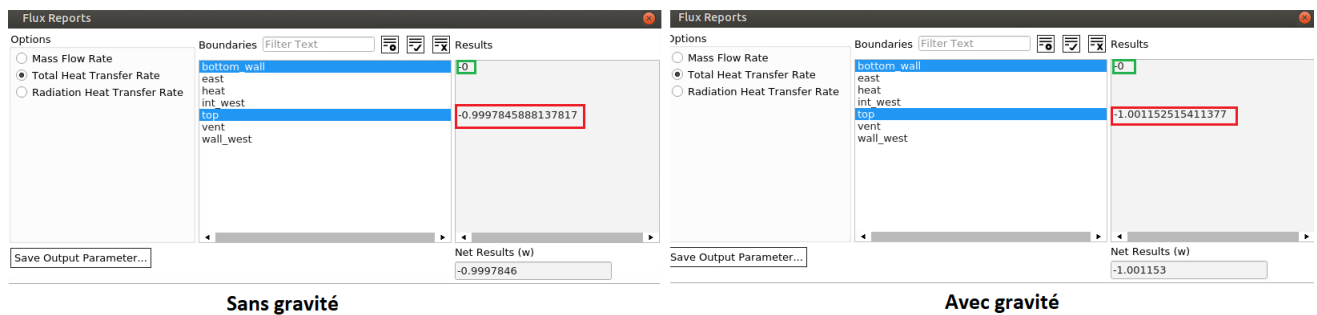 Flux Reports
Options
Mass Flow Rate
Total Heat Transfer Rate
Radiation Heat Transfer Rate
Boundaries Filter Text
bottom_wall
east
heat
int_west
top
vent
wall_west
Results
-0
-0.9997845888137817
Save Output Parameter...
Net Results (w)
-0.9997846
Sans gravité
Flux Reports
Options
Mass Flow Rate
Total Heat Transfer Rate
Radiation Heat Transfer Rate
Boundaries Filter Text
bottom_wall
east
heat
int_west
top
vent
wall_west
Results
-0
-1.001152515411377
Save Output Parameter...
Net Results (w)
-1.001153
Avec gravité